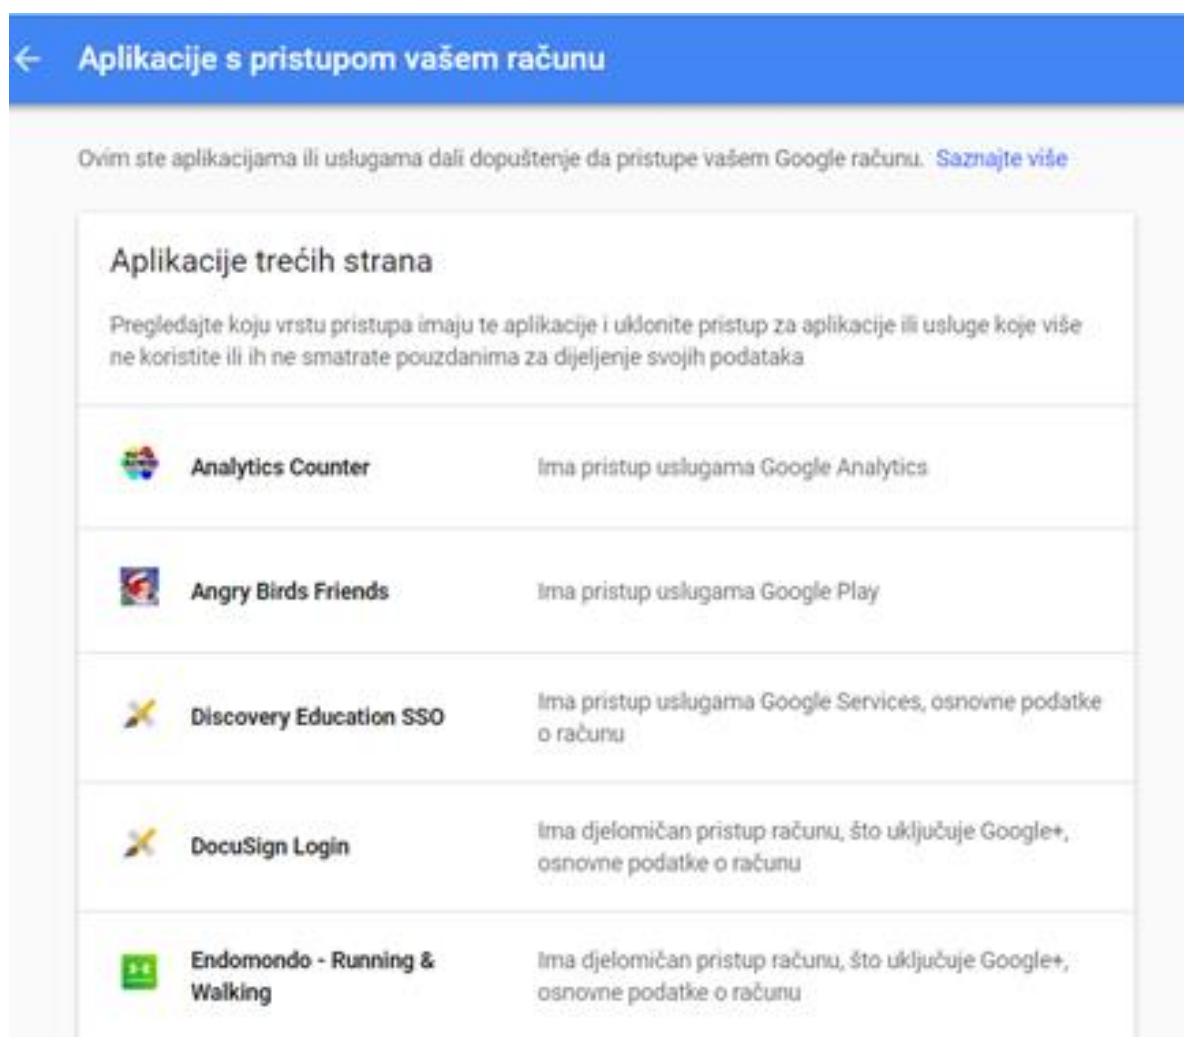 Aplikacije s pristupom vašem računu
Ovim ste aplikacijama ili uslugama dali dopuštenje da pristupe vašem Google računu. Saznajte više
Aplikacije trećih strana
Pregledajte koju vrstu pristupa imaju te aplikacije i uklonite pristup za aplikacije ili usluge koje više
ne koristite ili ih ne smatrate pouzdanima za dijeljenje svojih podataka
Analytics Counter
Ima pristup uslugama Google Analytics
Angry Birds Friends
Ima pristup uslugama Google Play
Discovery Education SSO
Ima pristup uslugama Google Services, osnovne podatke
o računu
DocuSign Login
Ima djelomičan pristup računu, što uključuje Google+,
osnovne podatke o računu
Endomondo - Running &
Walking
Ima djelomičan pristup računu, što uključuje Google+,
osnovne podatke o računu